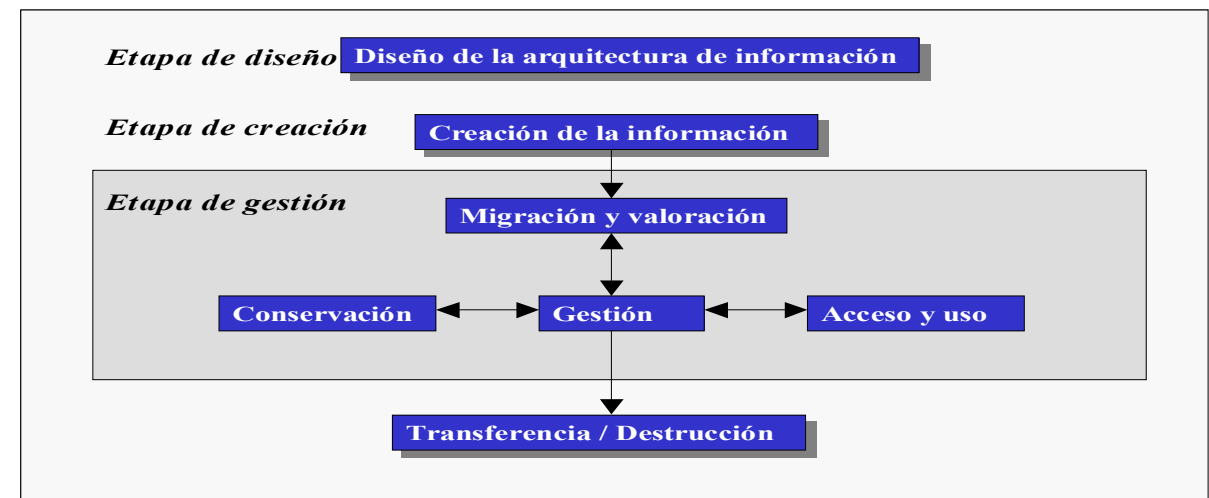 Etapa de diseño Diseño de la arquitectura de información
Etapa de creación Creación de la información
Etapa de gestión
Migración y valoración
Conservación Gestión Acceso y uso
Transferencia / Destrucción